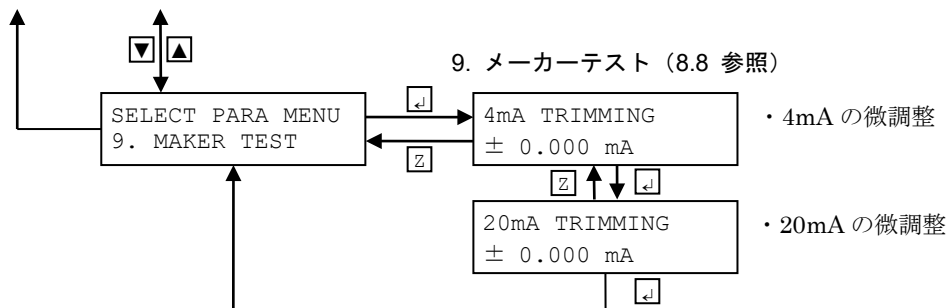 ▼ ▲
9. メーカーテスト（8.8 参照）
SELECT PARA MENU
9. MAKER TEST
↵
Z
4mA TRIMMING
± 0.000 mA
・4mA の微調整
Z ↵
20mA TRIMMING
± 0.000 mA
・20mA の微調整
↵